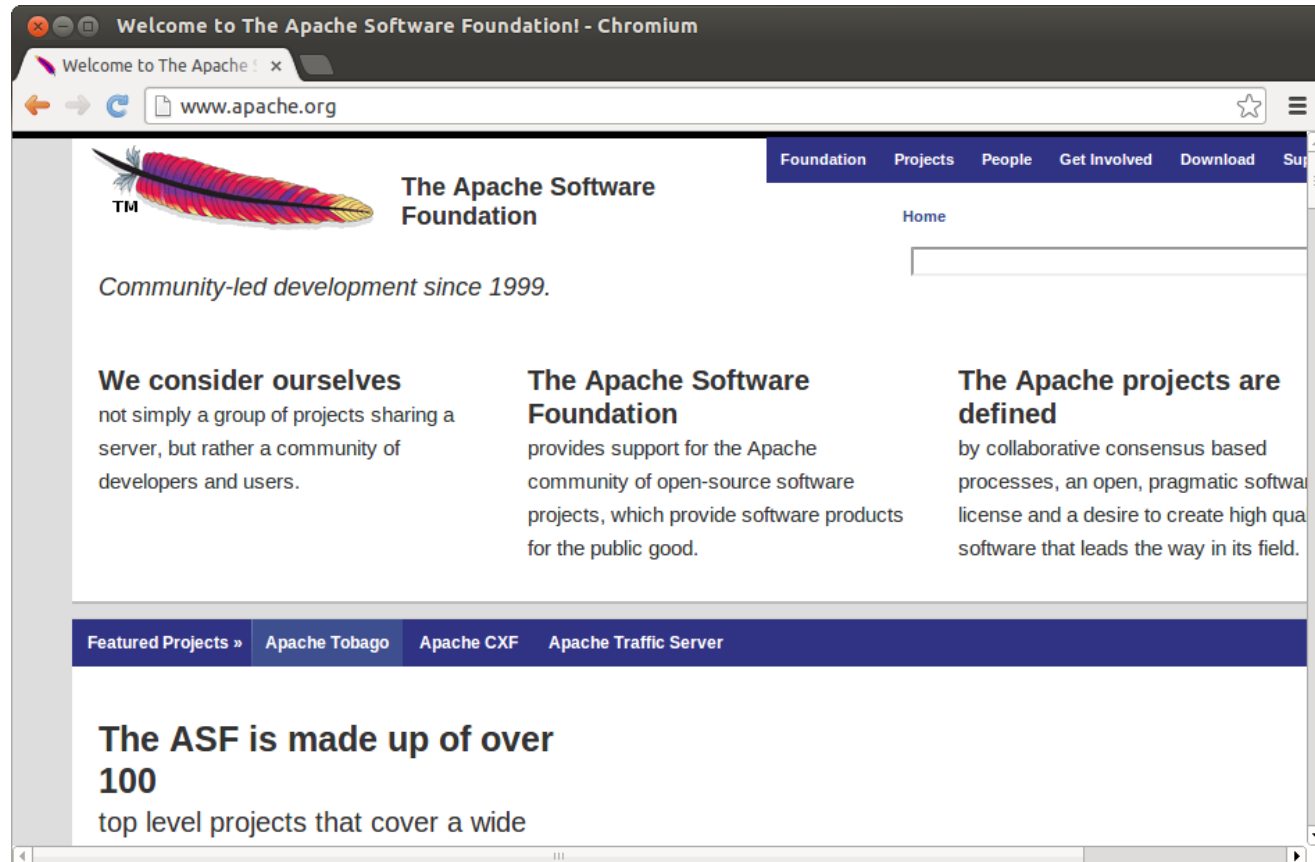 Welcome to The Apache Software Foundation! - Chromium
Welcome to The Apache
www.apache.org
Foundation Projects People Get Involved Download
TM
The Apache Software
Foundation
Home
Community-led development since 1999.
We consider ourselves
not simply a group of projects sharing a
server, but rather a community of
developers and users.
The Apache Software
Foundation
provides support for the Apache
community of open-source software
projects, which provide software products
for the public good.
The Apache projects are
defined
by collaborative consensus based
processes, an open, pragmatic
license and a desire to create high
software that leads the way in its field.
Featured Projects » Apache Tobago Apache CXF Apache Traffic Server
The ASF is made up of over
100
top level projects that cover a wide